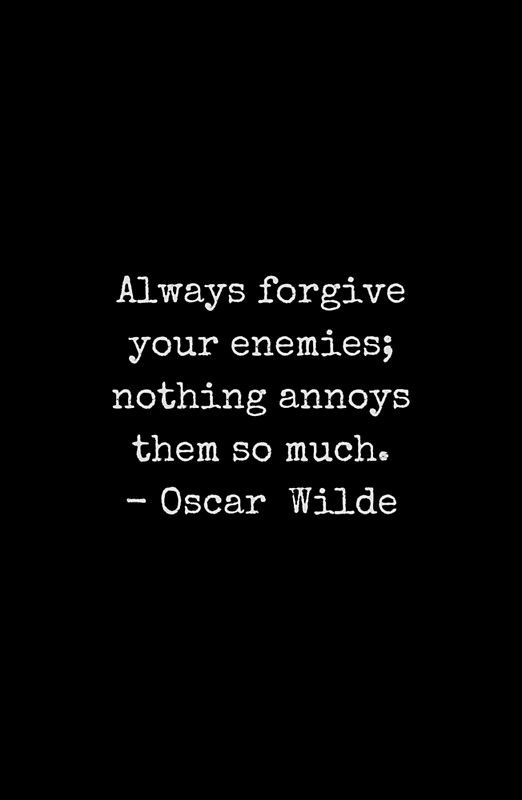 Always forgive
your enemies;
nothing annoys
them so much.
- Oscar Wilde